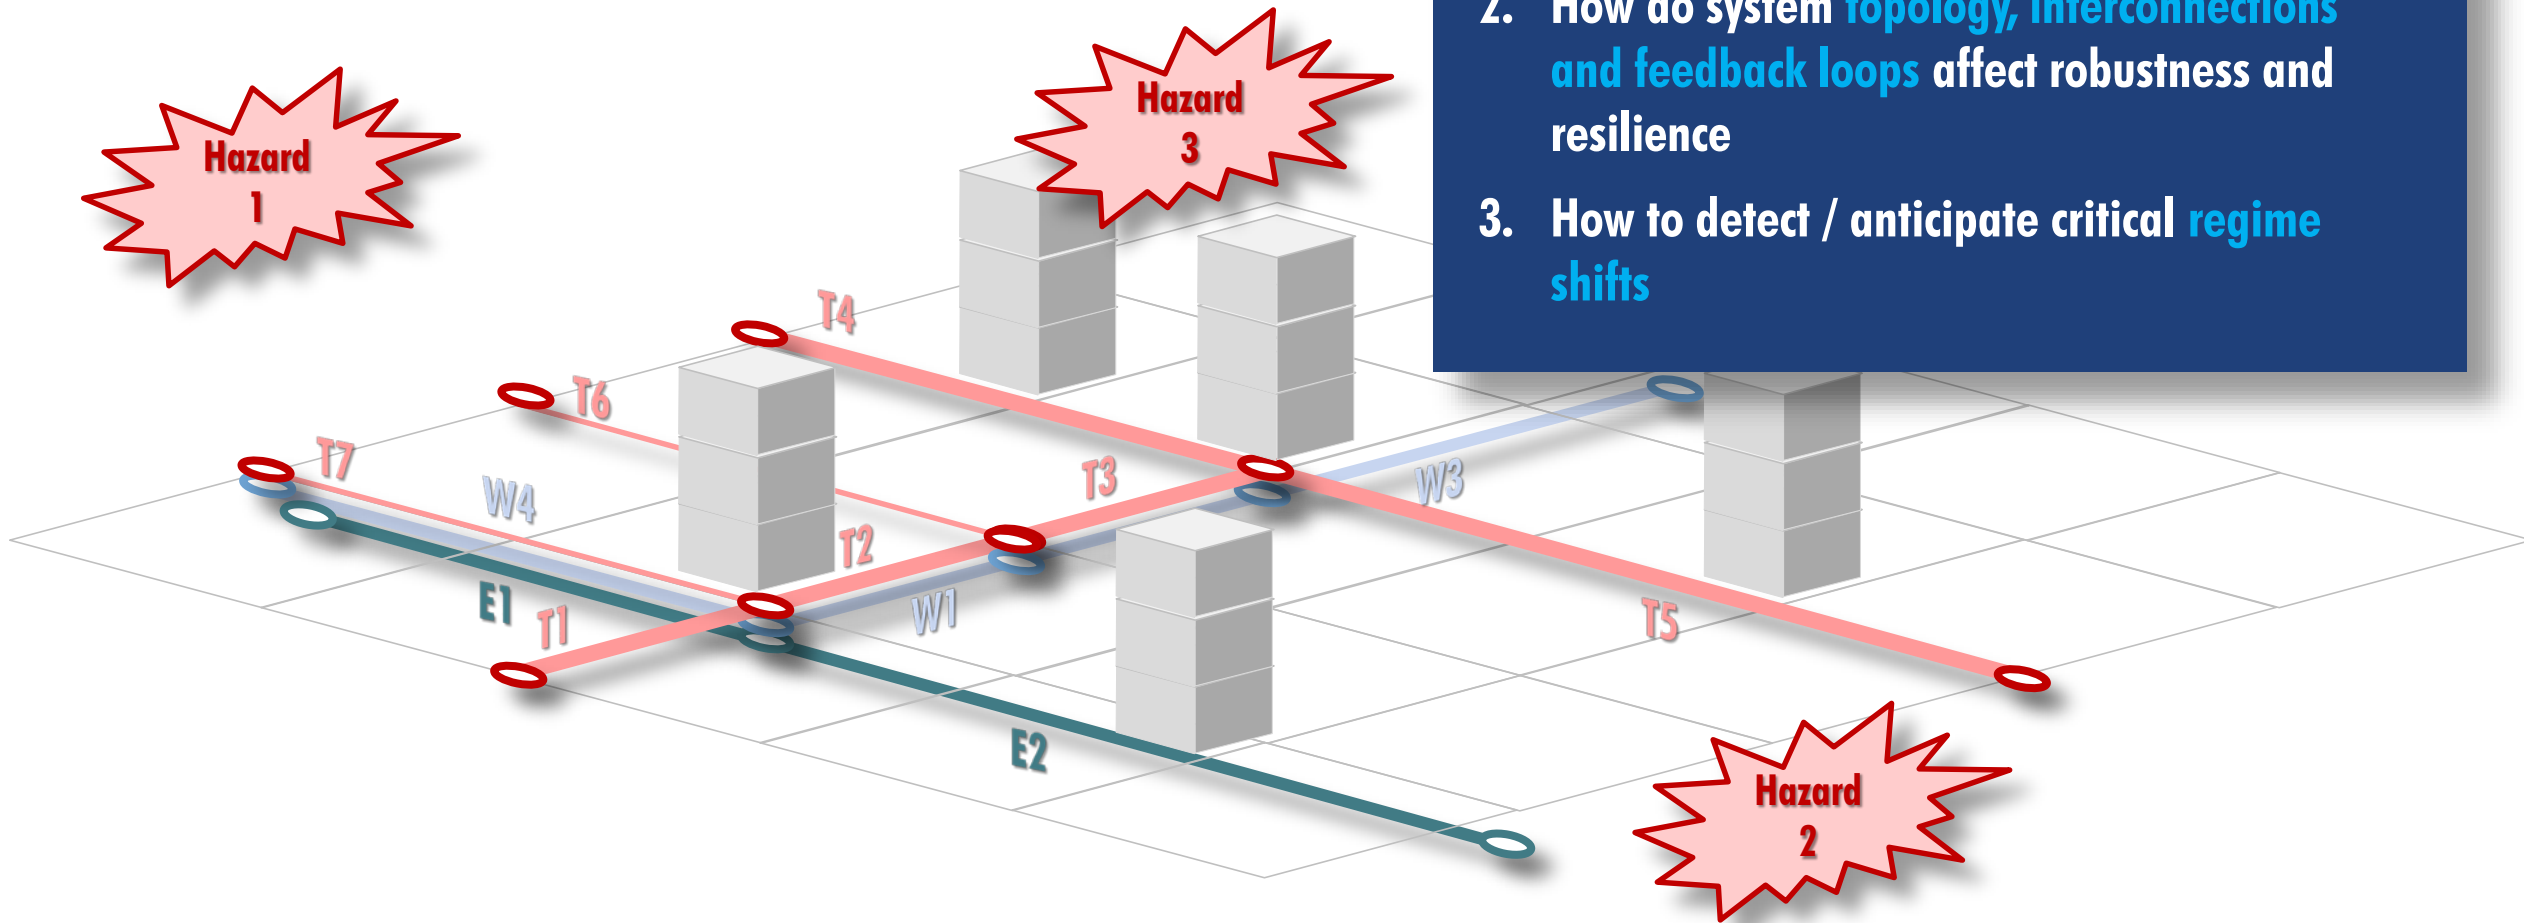 2. How do system topology, interconnections
and feedback loops affect robustness and
resilience
3. How to detect / anticipate critical regime
shifts
Hazard
1
Hazard
3
T4
T6
T7
W4
T3
W3
T2
E1
T1
W1
T5
E2
Hazard
2